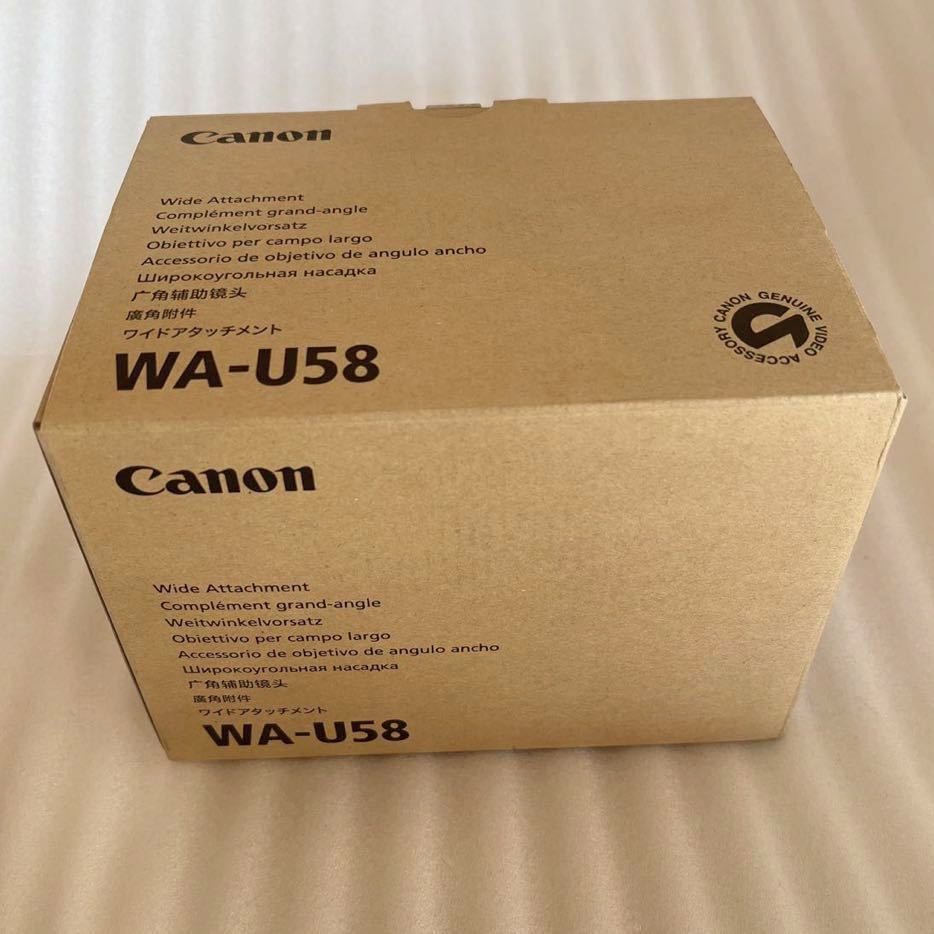 Canon
Wide Attachment
Complément grand-angle
Weitwinkelvorsatz
Obiettivo per campo largo
Accessorio de objetivo de angulo ancho
Широкоугольная насадка
广角辅助镜头
廣角附件
ワイドアタッチメント
WA-U58
CANON GENUINE VIDEO ACCESSORY
Canon
Wide Attachment
Complément grand-angle
Weitwinkelvorsatz
Obiettivo per campo largo
Accessorio de objetivo de angulo ancho
Широкоугольная насадка
广角辅助镜头
廣角附件
ワイドアタッチメント
WA-U58